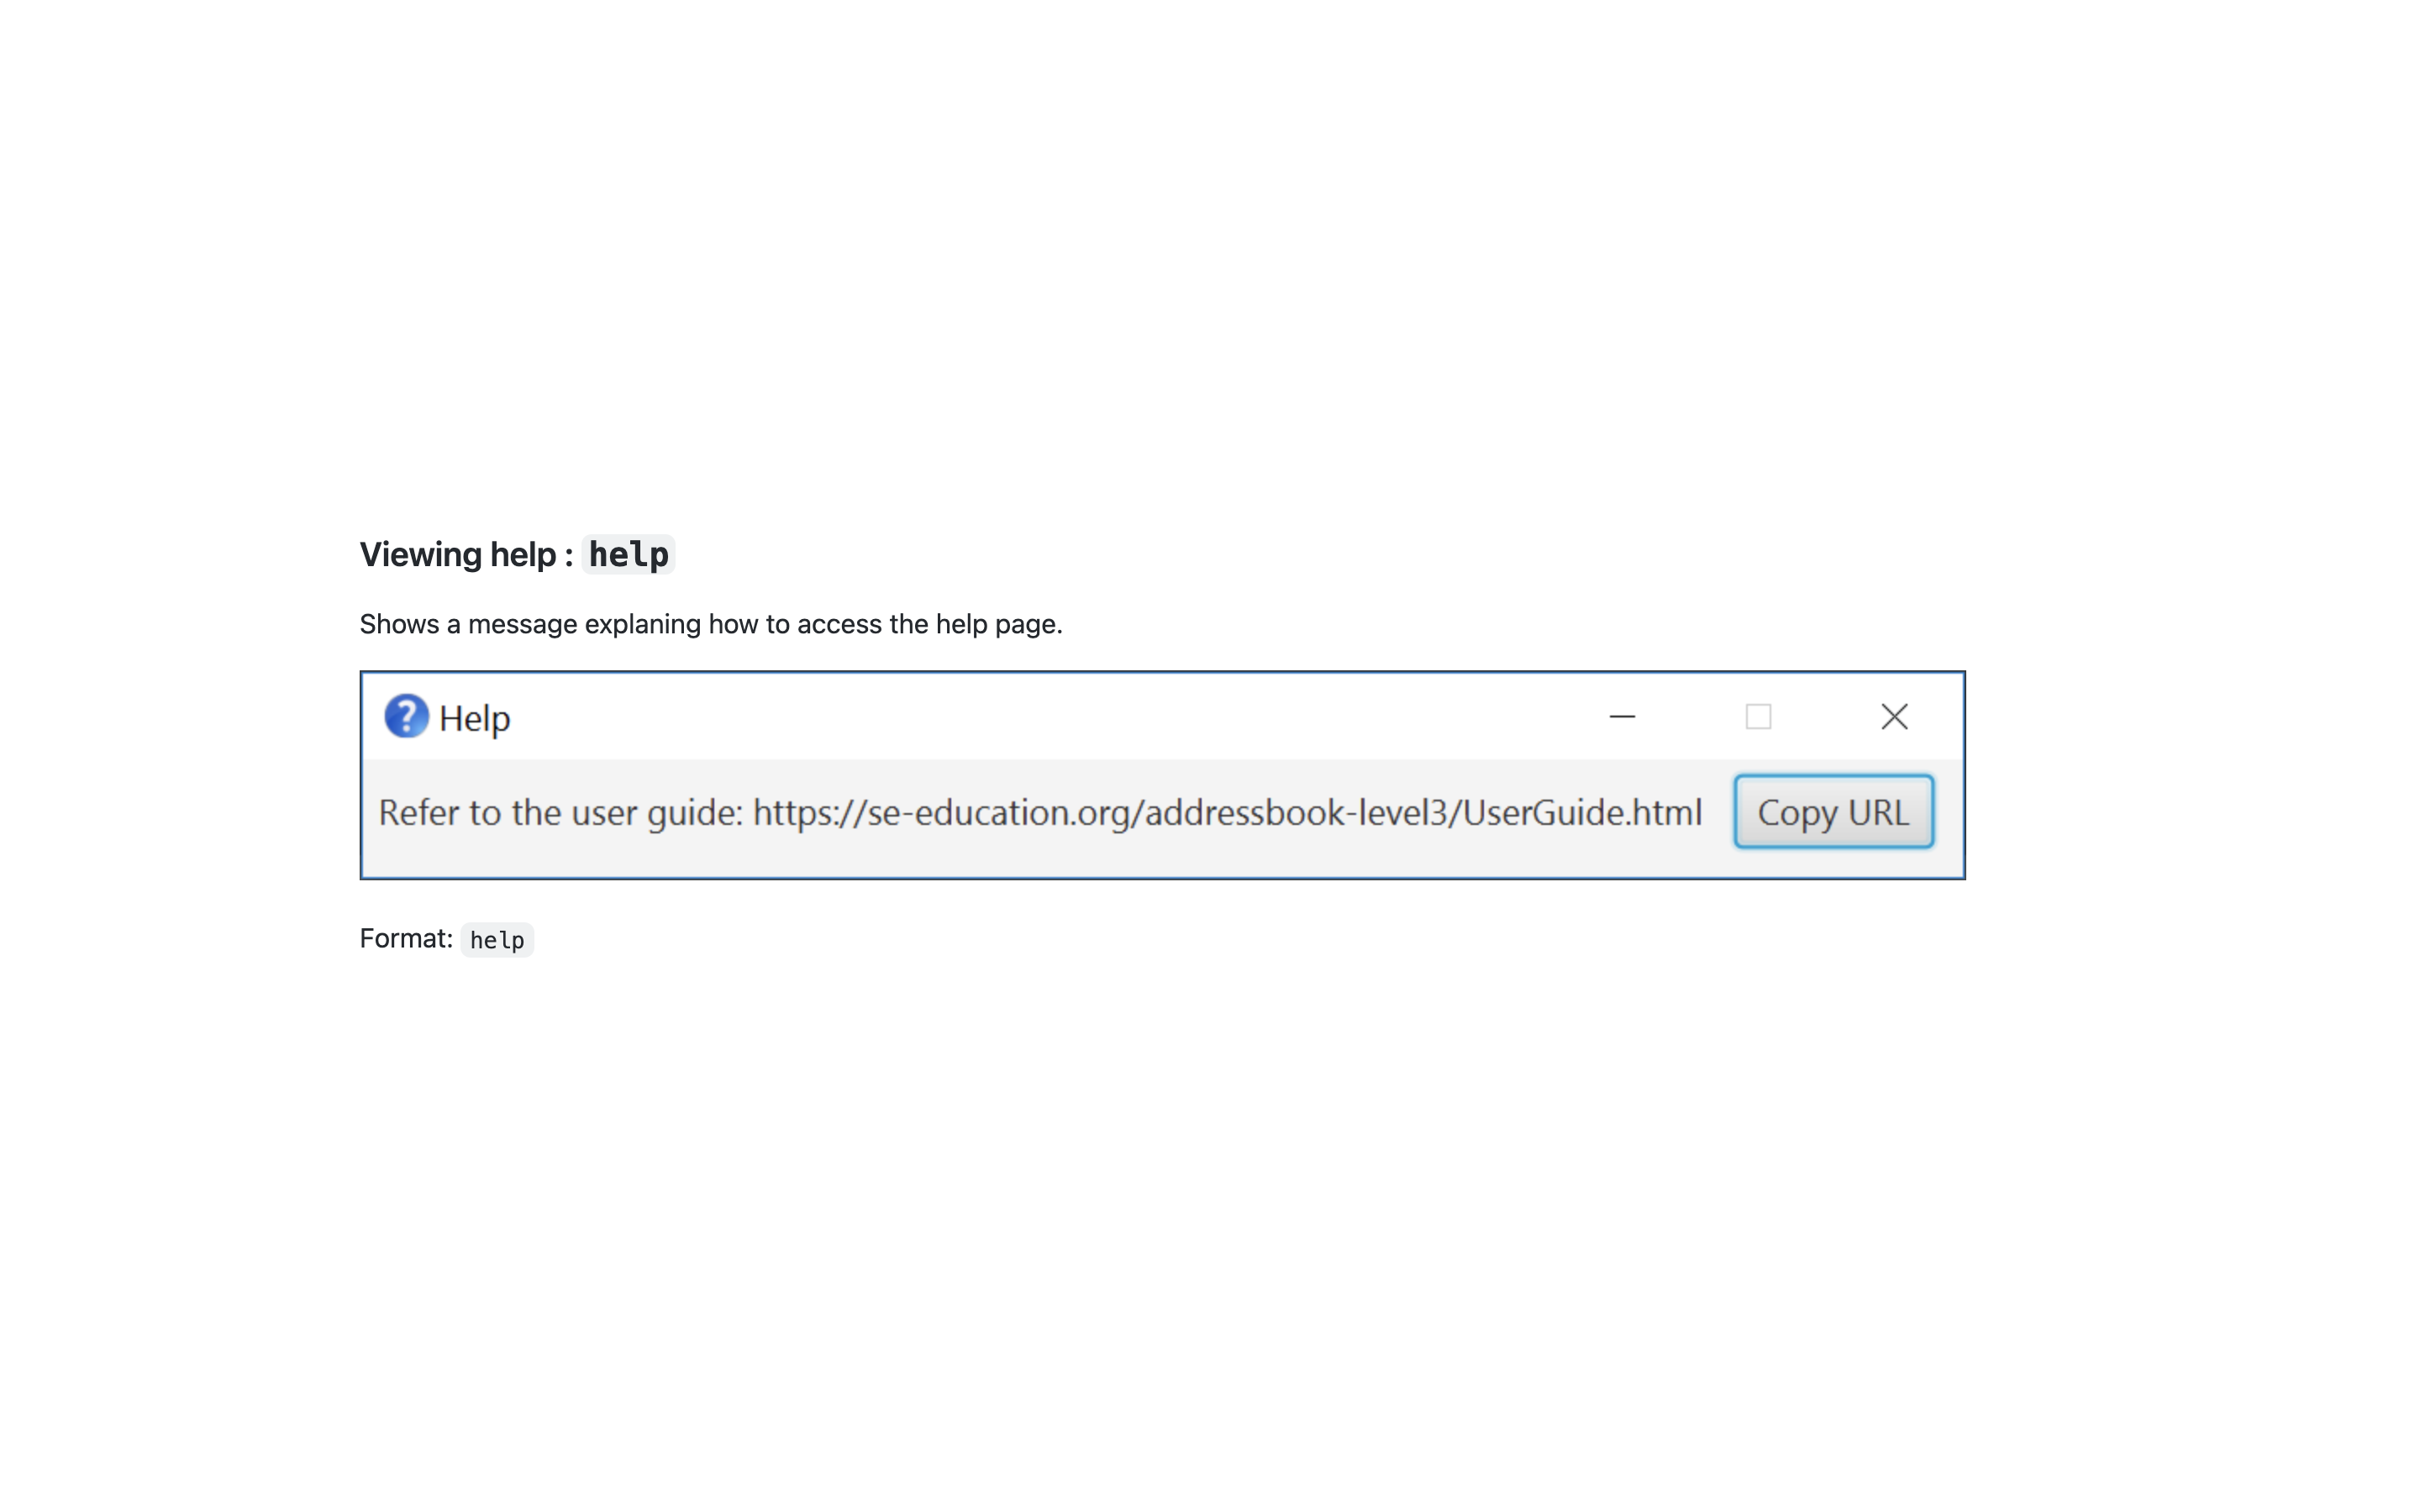 Viewing help : help
Shows a message explaning how to access the help page.
? Help
Refer to the user guide: https://se-education.org/addressbook-level3/UserGuide.html Copy URL
Format: help